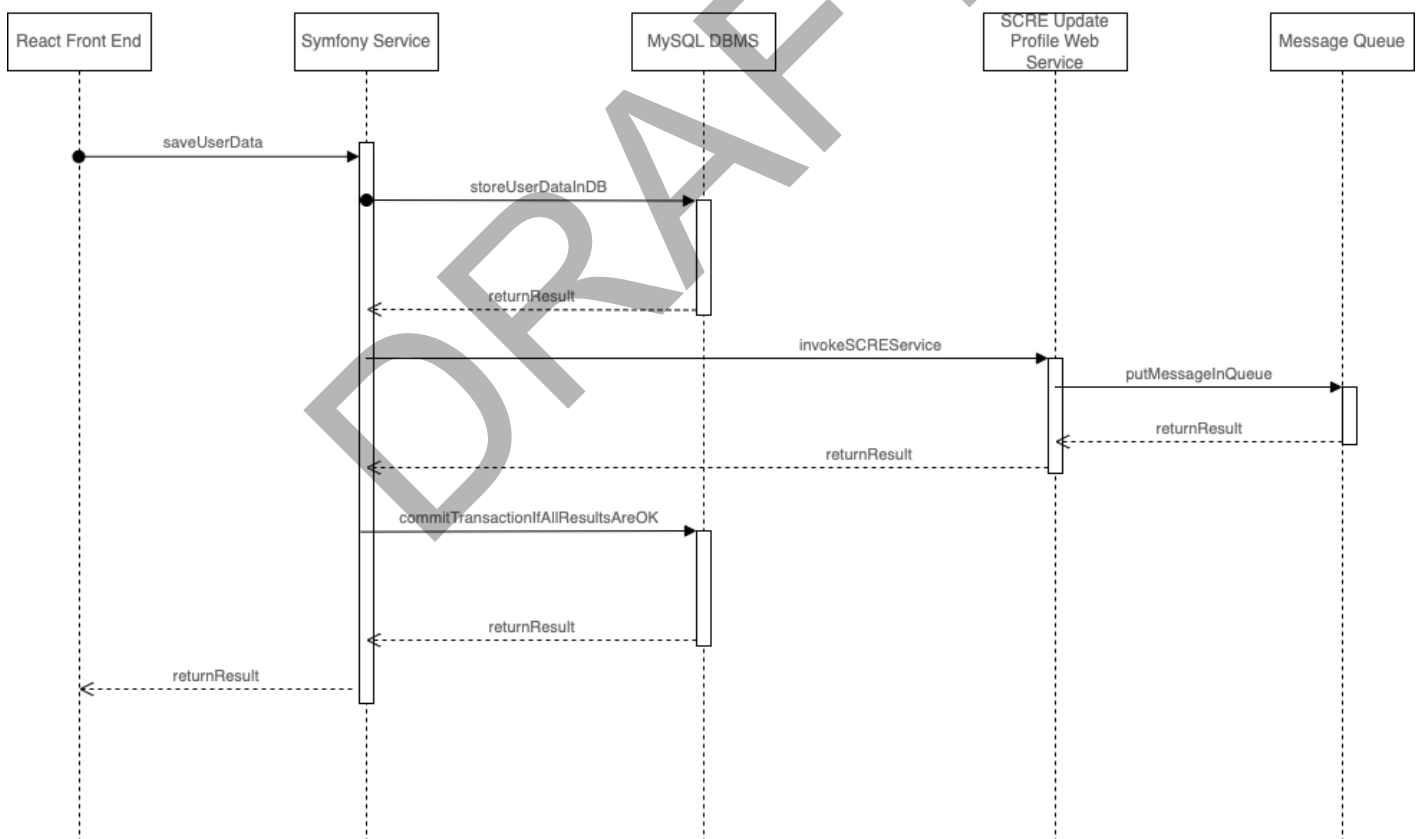 React Front End
Symfony Service
MySQL DBMS
SCRE Update
Profile Web
Service
Message Queue
saveUserData
storeUserDataInDB
returnResult
invokeSCREService
putMessageInQueue
returnResult
returnResult
commitTransactionIfAllResultsAreOK
returnResult
returnResult
DRAF